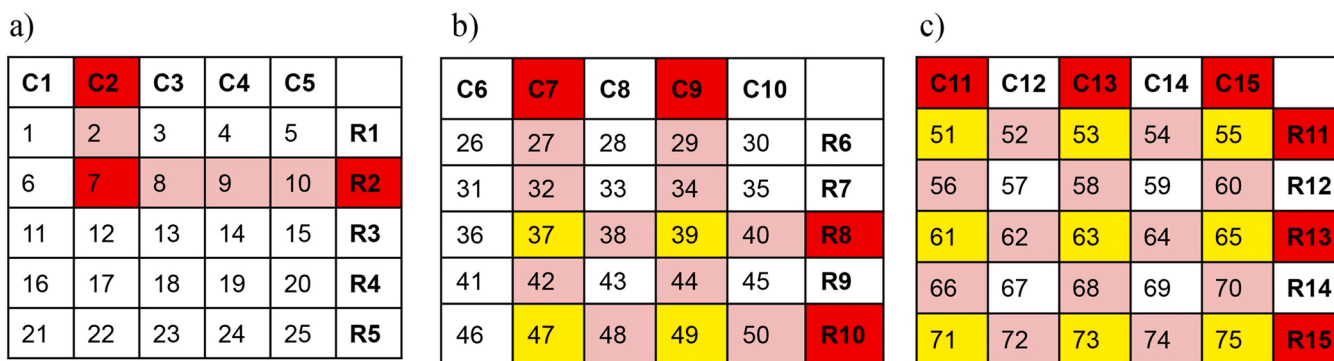 a)
C1 C2 C3 C4 C5
1 2 3 4 5 R1
6 7 8 9 10 R2
11 12 13 14 15 R3
16 17 18 19 20 R4
21 22 23 24 25 R5
b)
C6 C7 C8 C9 C10
26 27 28 29 30 R6
31 32 33 34 35 R7
36 37 38 39 40 R8
41 42 43 44 45 R9
46 47 48 49 50 R10
c)
C11 C12 C13 C14 C15
51 52 53 54 55 R11
56 57 58 59 60 R12
61 62 63 64 65 R13
66 67 68 69 70 R14
71 72 73 74 75 R15